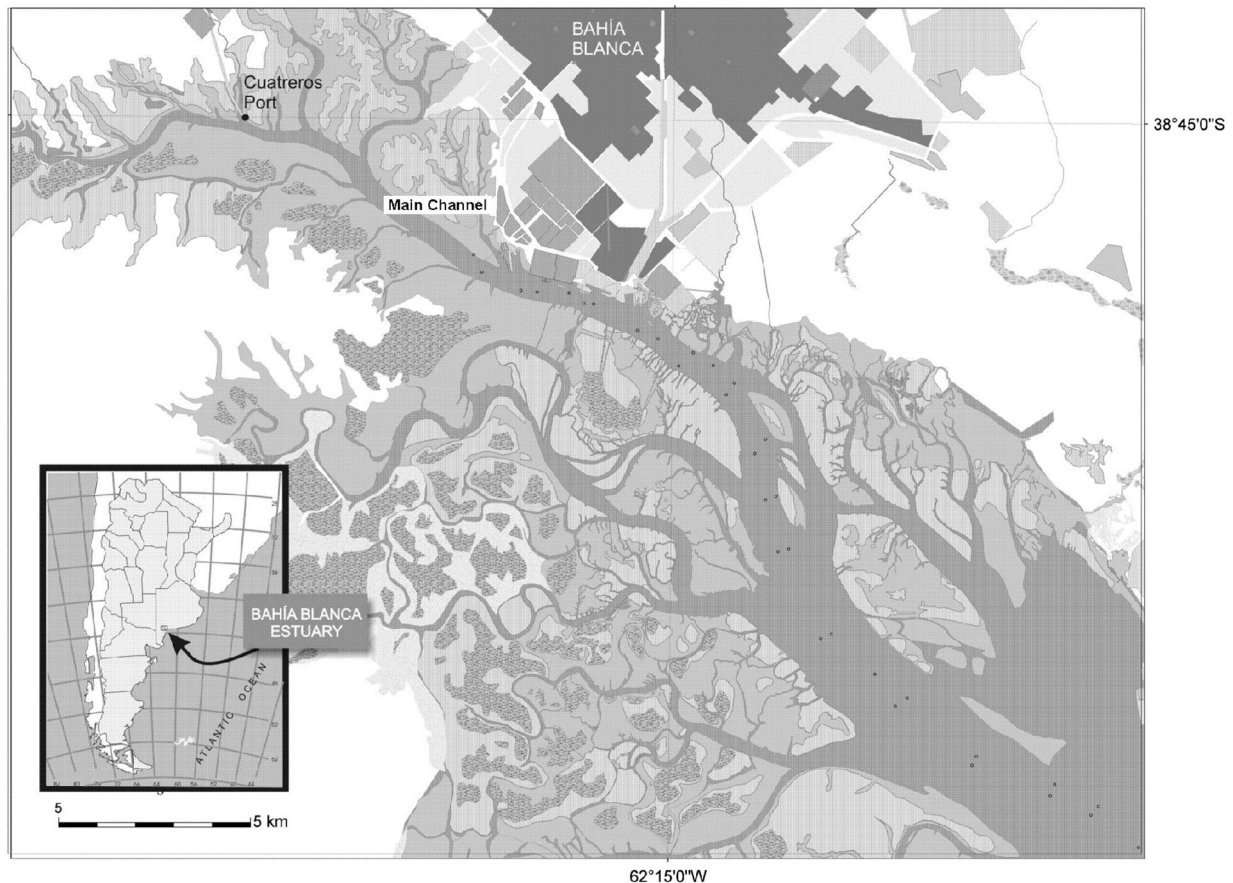 BAHÍA
BLANCA
Cuatreros
Port
38°45'0"S
Main Channel
BAHÍA BLANCA
ESTUARY
ATLANTIC OCEAN
5
5 km
62°15'0"W